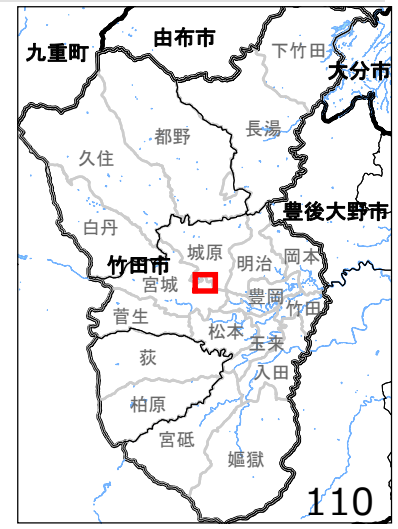 由布市
九重町
下竹田
大分市
長湯
都野
久住
豊後大野市
白丹
城原
岡本
明治
竹田市
宮城
豊岡
竹田
菅生
松本
玉来
荻
入田
柏原
宮砥
嫗獄
110